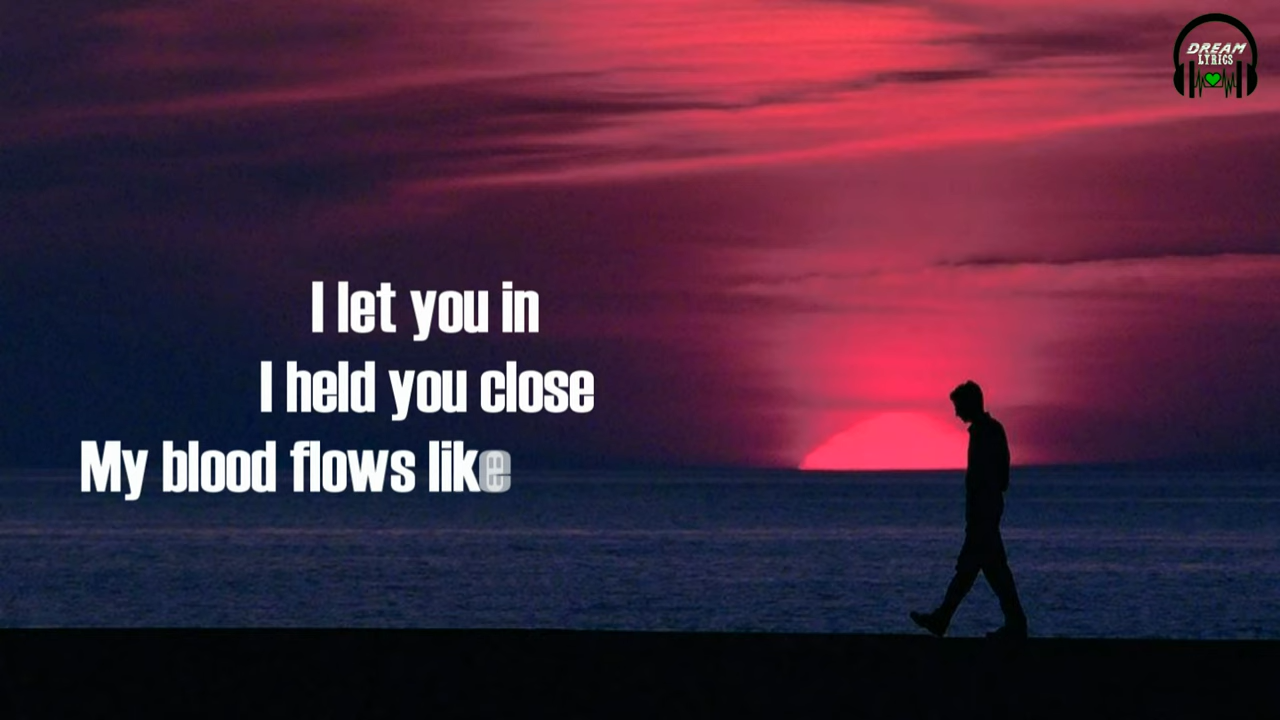 DREAM
LYRICS
I let you in
I held you close
My blood flows like